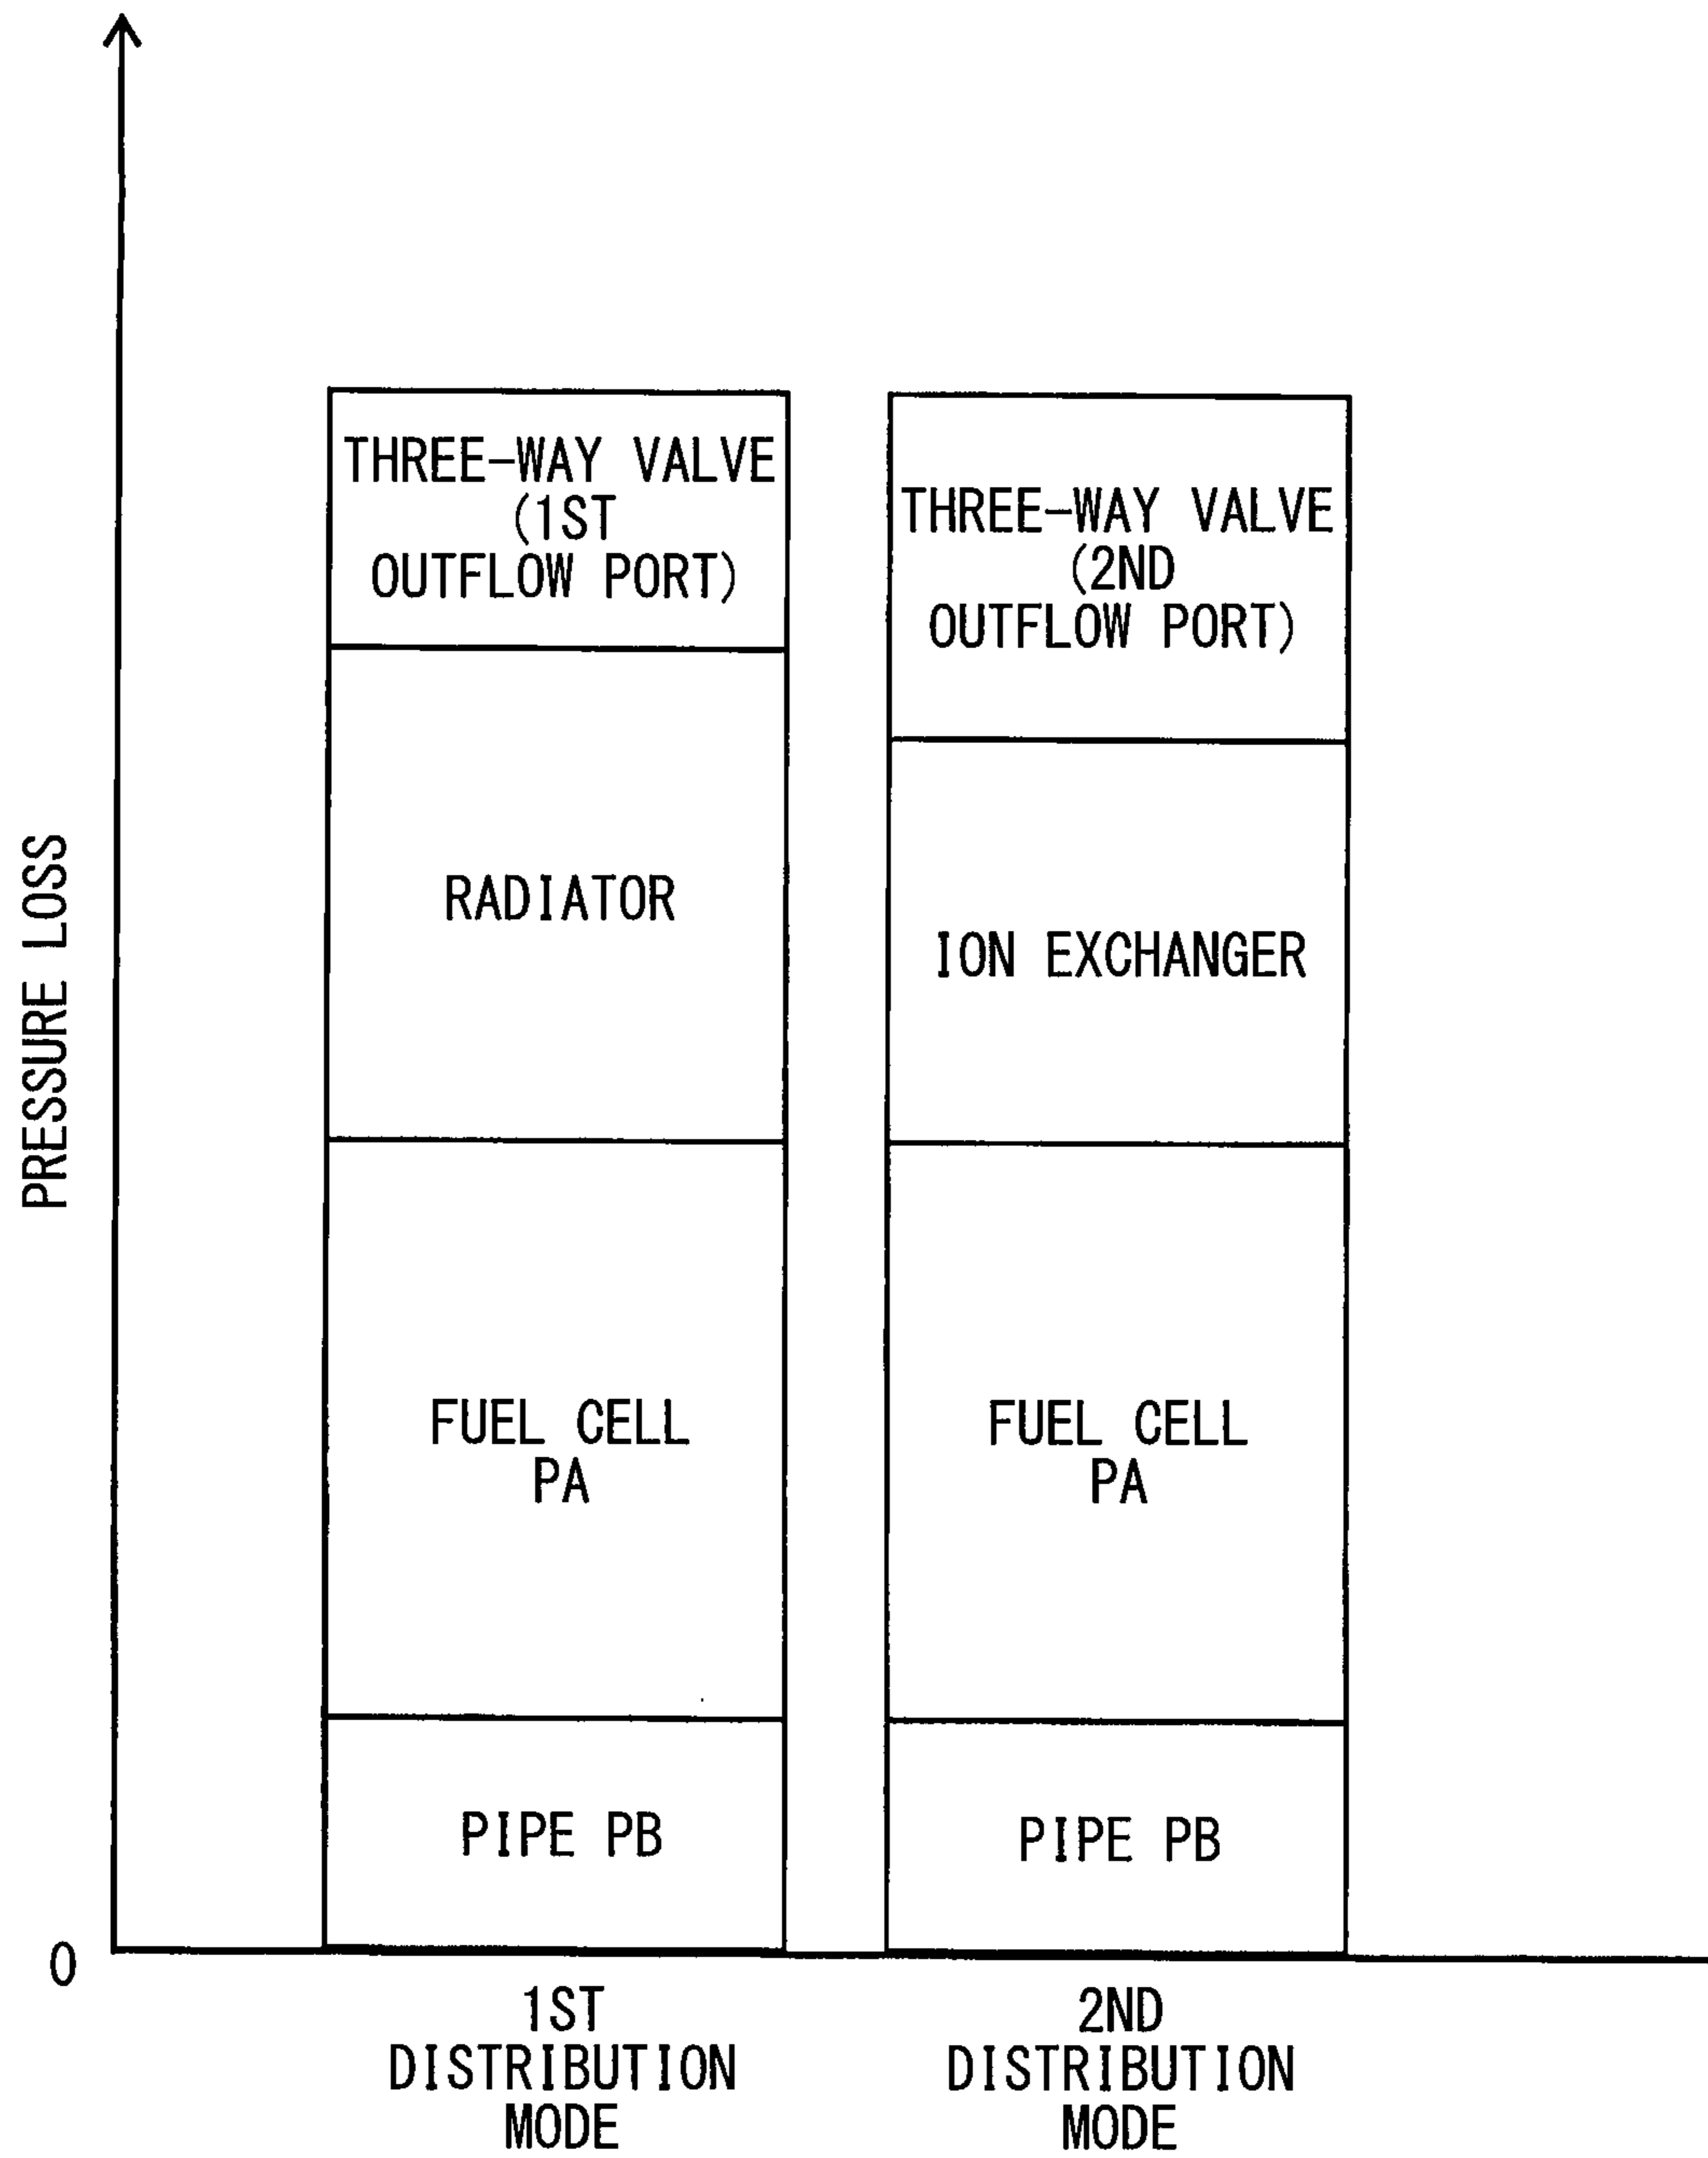 PRESSURE LOSS
THREE-WAY VALVE
(1ST
OUTFLOW PORT)
RADIATOR
FUEL CELL
PA
PIPE PB
THREE-WAY VALVE
(2ND
OUTFLOW PORT)
ION EXCHANGER
FUEL CELL
PA
PIPE PB
0
1ST
DISTRIBUTION
MODE
2ND
DISTRIBUTION
MODE